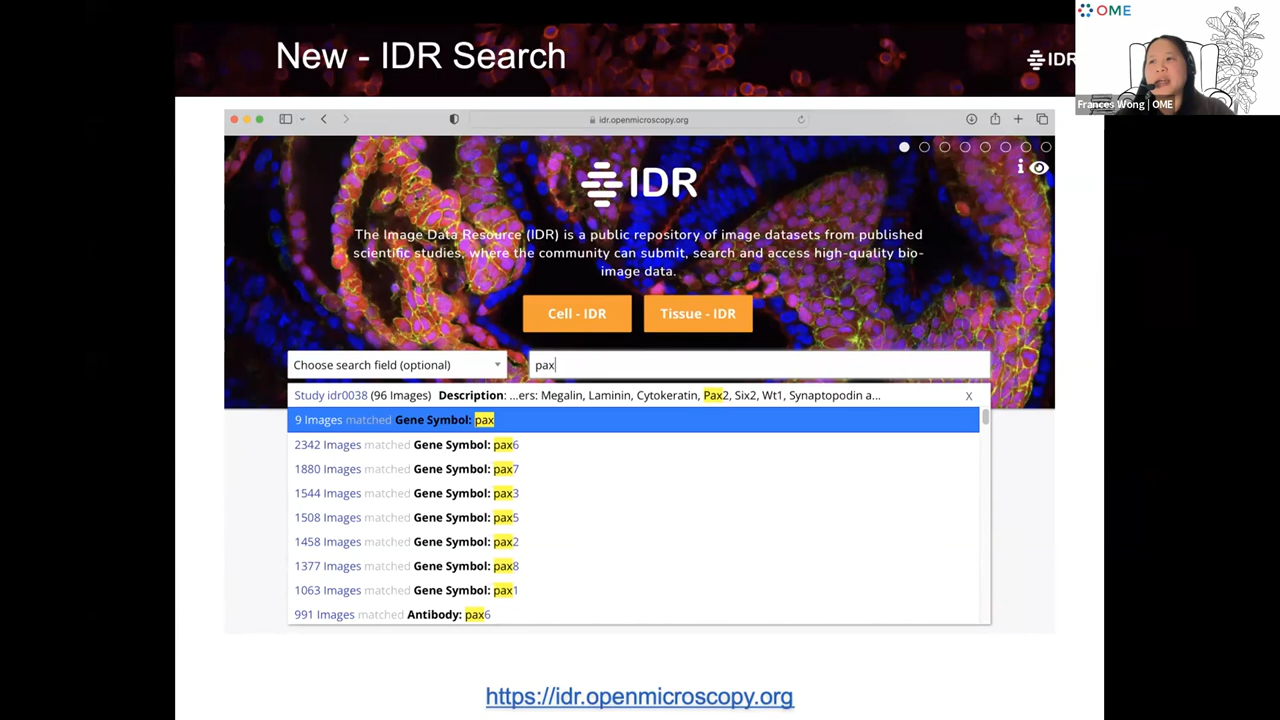 New - IDR Search
IDR
OME
Frances Wong | OME
idr.openmicroscopy.org
IDR
The Image Data Resource (IDR) is a public repository of image datasets from published
scientific studies, where the community can submit, search and access high-quality bio-
image data.
Cell - IDR
Tissue - IDR
Choose search field (optional)
pax
Study idr0038 (96 Images) Description: ...ers: Megalin, Laminin, Cytokeratin, Pax2, Six2, Wt1, Synaptopodin a...
X
9 Images matched Gene Symbol: pax
2342 Images matched Gene Symbol: pax6
1880 Images matched Gene Symbol: pax7
1544 Images matched Gene Symbol: pax3
1508 Images matched Gene Symbol: pax5
1458 Images matched Gene Symbol: pax2
1377 Images matched Gene Symbol: pax8
1063 Images matched Gene Symbol: pax1
991 Images matched Antibody: pax6
https://idr.openmicroscopy.org